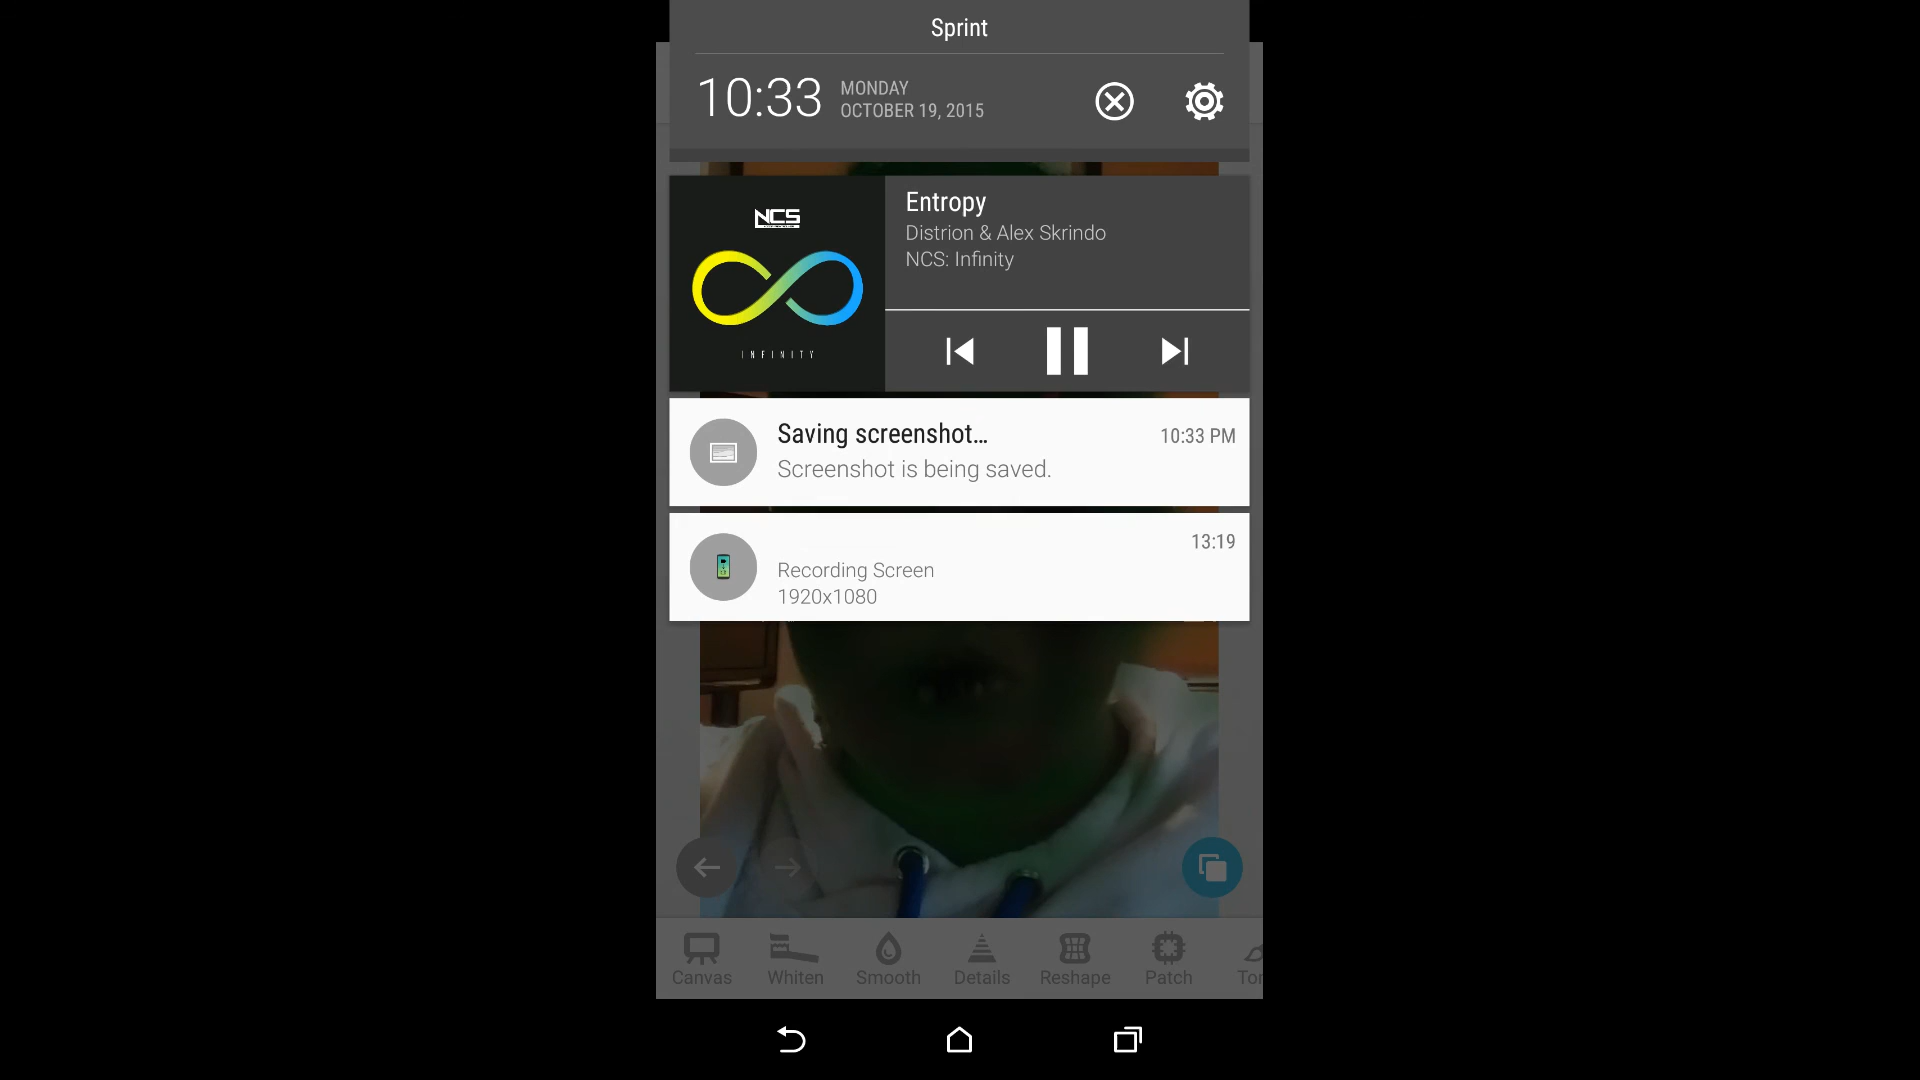 Sprint
10:33
MONDAY
OCTOBER 19, 2015
NCS
INFINITY
Entropy
Distrion & Alex Skrindo
NCS: Infinity
Saving screenshot...
10:33 PM
Screenshot is being saved.
13:19
Recording Screen
1920x1080
Canvas
Whiten
Smooth
Details
Reshape
Patch